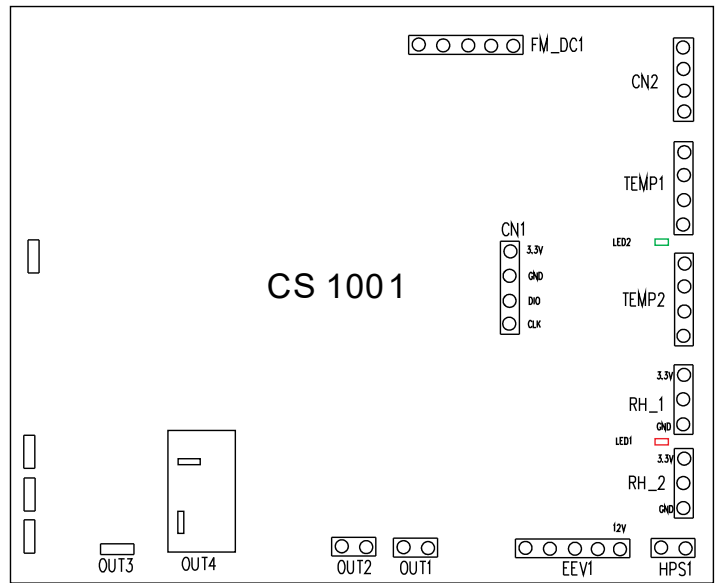 FM_DC1
CN2
TEMP1
CN1
LED2
3.3V
GND
CS 1001
DIO
TEMP2
CLK
3.3V
RH_1
GND
LED1
3.3V
RH_2
GND
12V
OUT3
OUT4
OUT2
OUT1
EEV1
HPS1